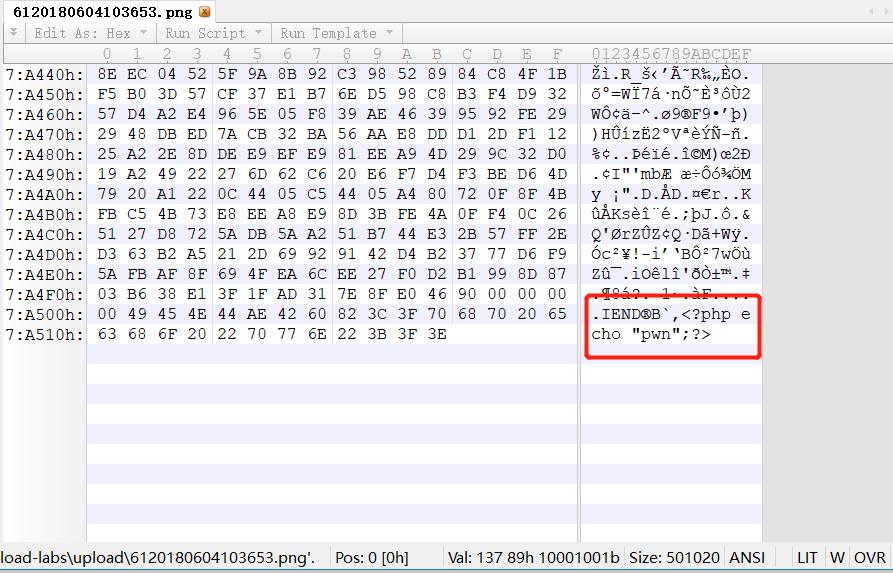 6120180604103653.png
Edit As: Hex Run Script Run Template
0 1 2 3 4 5 6 7 8 9 A B C D E F 0123456789ABCDEF
7:A440h: 8E EC 04 52 5F 9A 8B 92 C3 98 52 89 84 C8 4F 1B Žì.R_š‹’Ã˜R‰„ÈO.
7:A450h: F5 B0 3D 57 CF 37 E1 B7 6E D5 98 C8 B3 F4 D9 32 õ°=WÏ7á·nÕ˜È³ôÙ2
7:A460h: 57 D4 A2 E4 96 5E 05 F8 39 AE 46 39 95 92 FE 29 WÔ¢ä–^.ø9®F9•’þ)
7:A470h: 29 48 DB ED 7A CB 32 BA 56 AA E8 DD D1 2D F1 12 )HÛízË2ºVªèÝÑ-ñ.
7:A480h: 25 A2 2E 8D DE E9 EF E9 81 EE A9 4D 29 9C 32 D0 %¢..Þéïé.î©M)œ2Ð
7:A490h: 19 A2 49 22 27 6D 62 C6 20 E6 F7 D4 F3 BE D6 4D .¢I"'mbÆ æ÷Ôó¾ÖM
7:A4A0h: 79 20 A1 22 0C 44 05 C5 44 05 A4 80 72 0F 8F 4B y ¡".D.ÅD.¤€r..K
7:A4B0h: FB C5 4B 73 E8 EE A8 E9 8D 3B FE 4A 0F F4 0C 26 ûÅKsèî¨é.;þJ.ô.&
7:A4C0h: 51 27 D8 72 5A DB 5A A2 51 B7 44 E3 2B 57 FF 2E Q'ØrZÛZ¢Q·Dã+Wÿ.
7:A4D0h: D3 63 B2 A5 21 2D 69 92 91 42 D4 B2 37 77 D6 F9 Óc²¥!-i’‘BÔ²7wÖù
7:A4E0h: 5A FB AF 8F 69 4F EA 6C EE 27 F0 D2 B1 99 8D 87 Zû¯.iOêlî'ðÒ±™.‡
7:A4F0h: 03 B6 38 E1 3F 1F AD 31 7E 8F E0 46 90 00 00 00 .¶8á?.­1~.àF....
7:A500h: 00 49 45 4E 44 AE 42 60 82 3C 3F 70 68 70 20 65 .IEND®B`‚<?php e
7:A510h: 63 68 6F 20 22 70 77 6E 22 3B 3F 3E cho "pwn";?>
load-labs\upload\6120180604103653.png'. Pos: 0 [0h] Val: 137 89h 10001001b Size: 501020 ANSI LIT W OVR